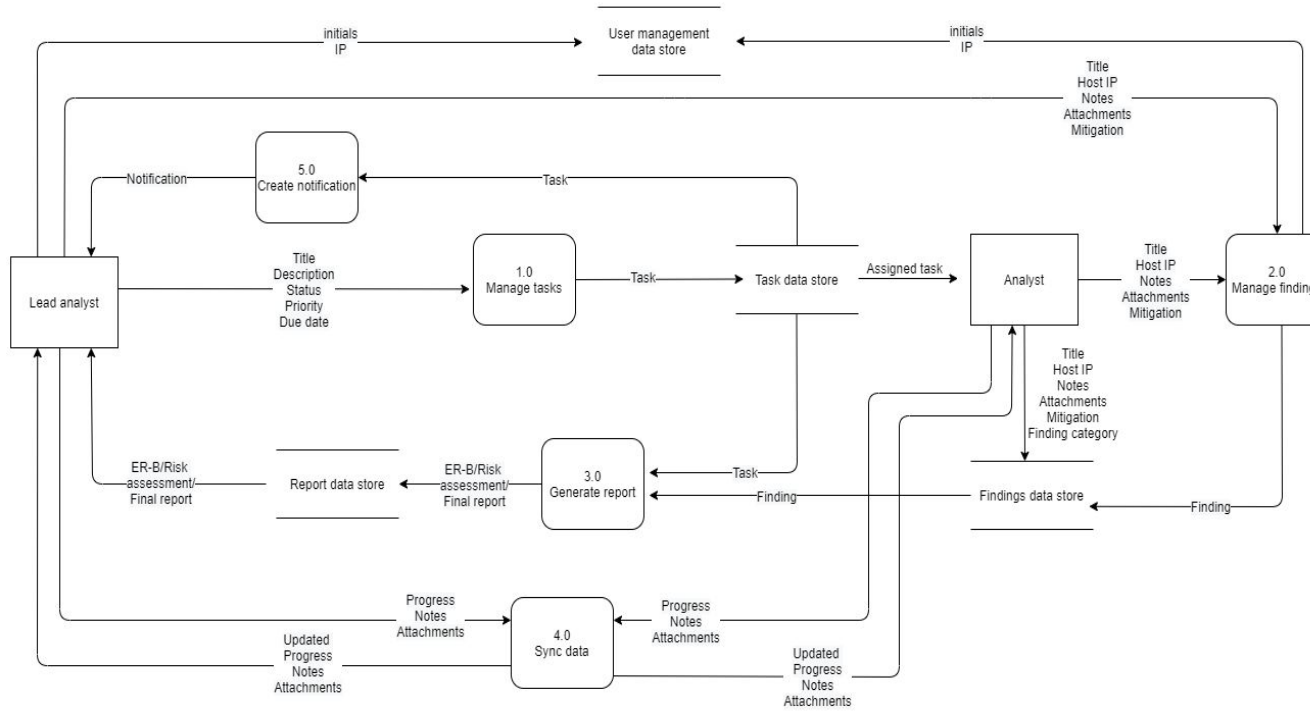 initials
IP
User management
data store
initials
IP
Title
Host IP
Notes
Attachments
Mitigation
5.0
Create notification
Notification
Task
Lead analyst
Title
Description
Status
Priority
Due date
1.0
Manage tasks
Task
Task data store
Assigned task
Analyst
Title
Host IP
Notes
Attachments
Mitigation
2.0
Manage finding
Title
Host IP
Notes
Attachments
Mitigation
Finding category
ER-B/Risk
assessment/
Final report
Report data store
ER-B/Risk
assessment/
Final report
3.0
Generate report
Task
Finding
Findings data store
Finding
Progress
Notes
Attachments
4.0
Sync data
Progress
Notes
Attachments
Updated
Progress
Notes
Attachments
Updated
Progress
Notes
Attachments